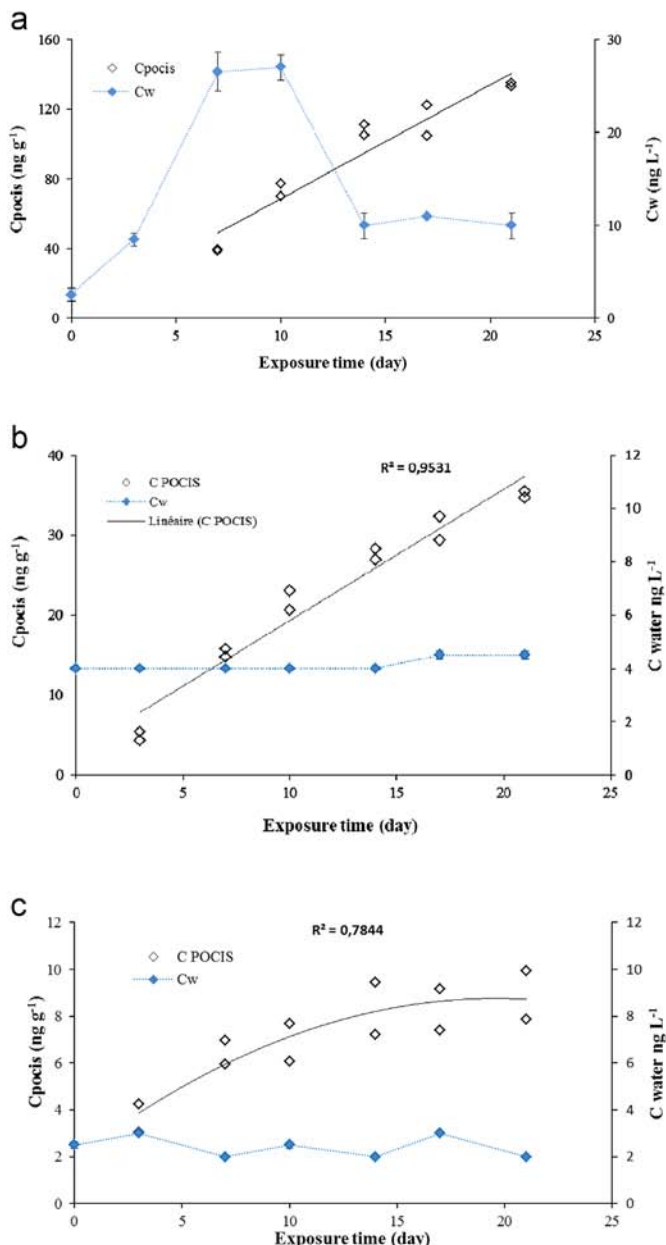 a
160
120
80
40
0
Cpocis (ng g⁻¹)
Cpocis
Cw
30
20
10
0
Cw (ng L⁻¹)
0 5 10 15 20 25
Exposure time (day)
b
40
30
20
10
0
Cpocis (ng g⁻¹)
C POCIS
Cw
Linéaire (C POCIS)
R² = 0,9531
12
10
8
6
4
2
0
C water ng L⁻¹
0 5 10 15 20 25
Exposure time (day)
c
12
10
8
6
4
2
0
Cpocis (ng g⁻¹)
C POCIS
Cw
R² = 0,7844
12
10
8
6
4
2
0
C water ng L⁻¹
0 5 10 15 20 25
Exposure time (day)